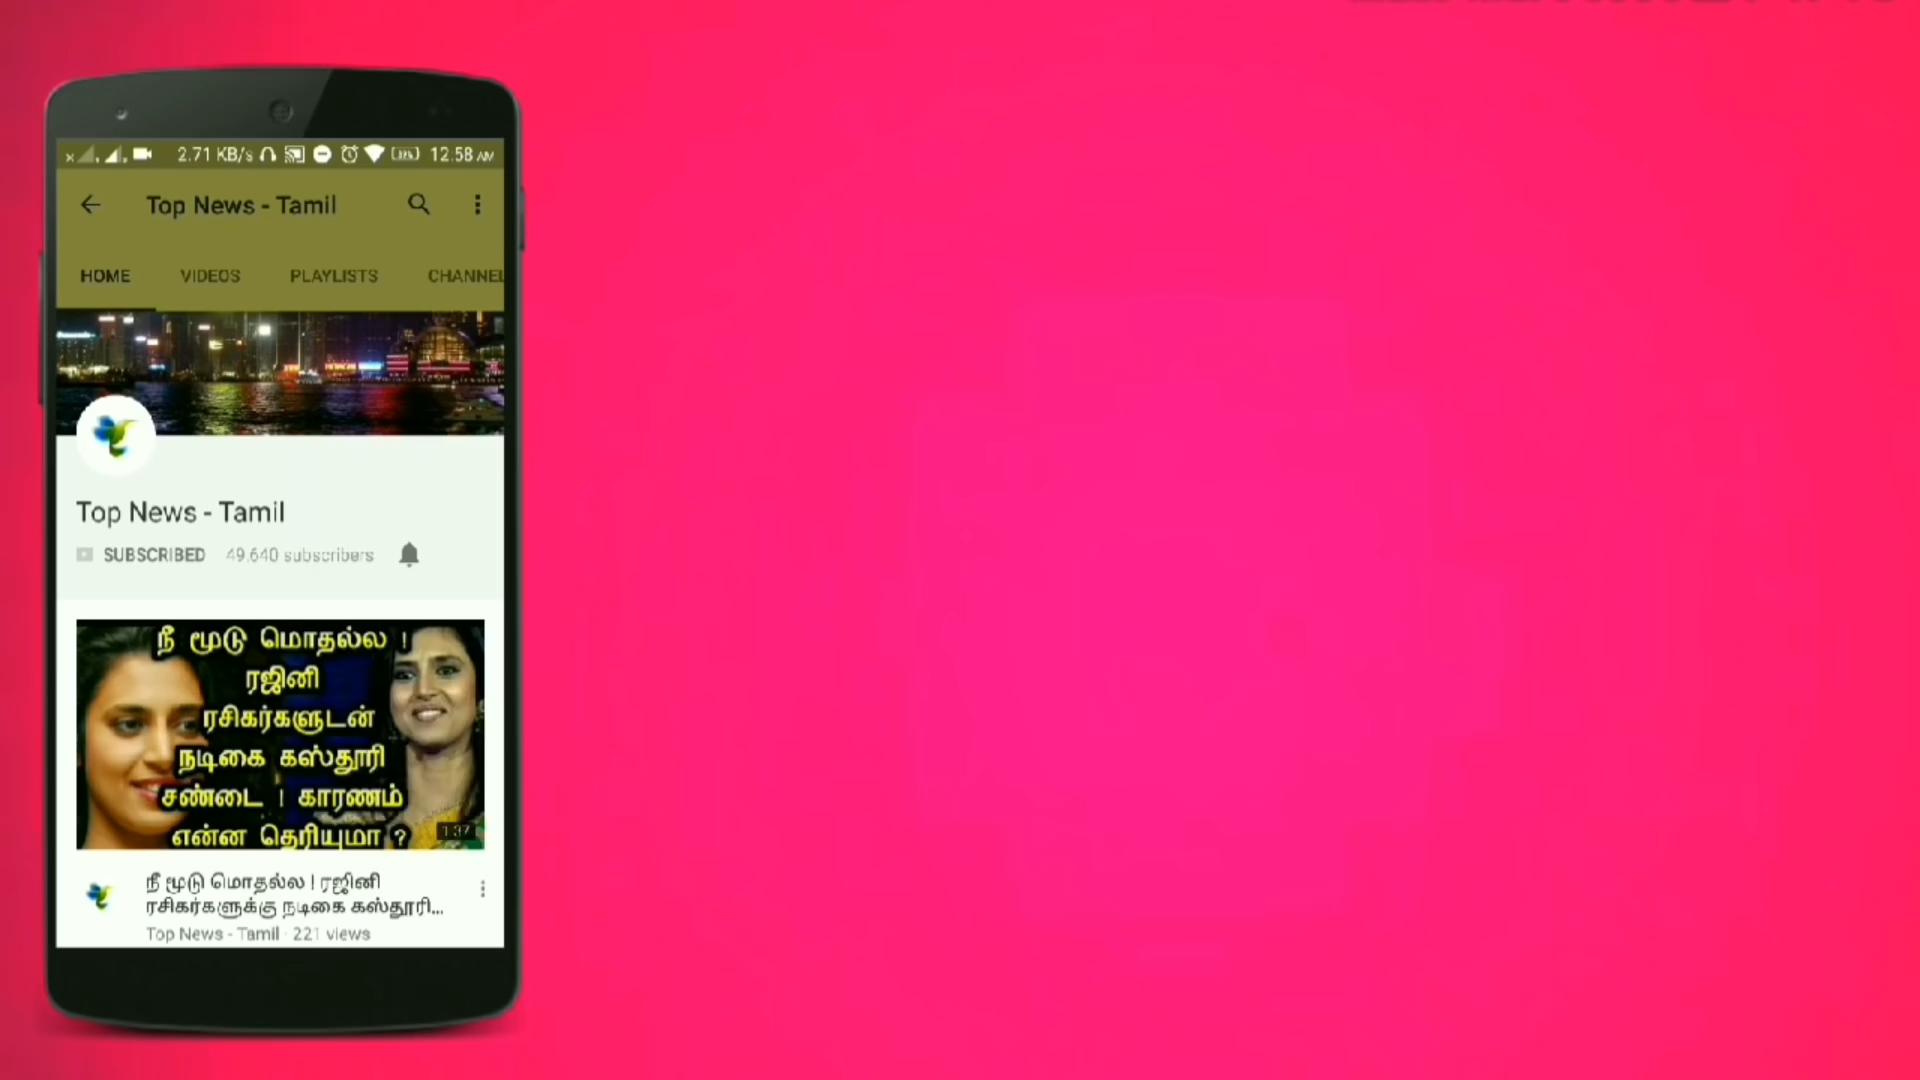 2.71 KB/s 12.58 AM
Top News - Tamil
HOME VIDEOS PLAYLISTS CHANNEL
Top News - Tamil
SUBSCRIBED 49,640 subscribers
நீ மூடு மொதல்ல !
ரஜினி
ரசிகர்களுடன்
நடிகை கஸ்தூரி
சண்டை | காரணம்
என்ன தெரியுமா ?
1:37
நீ மூடு மொதல்ல ! ரஜினி
ரசிகர்களுக்கு நடிகை கஸ்தூரி...
Top News - Tamil · 221 views